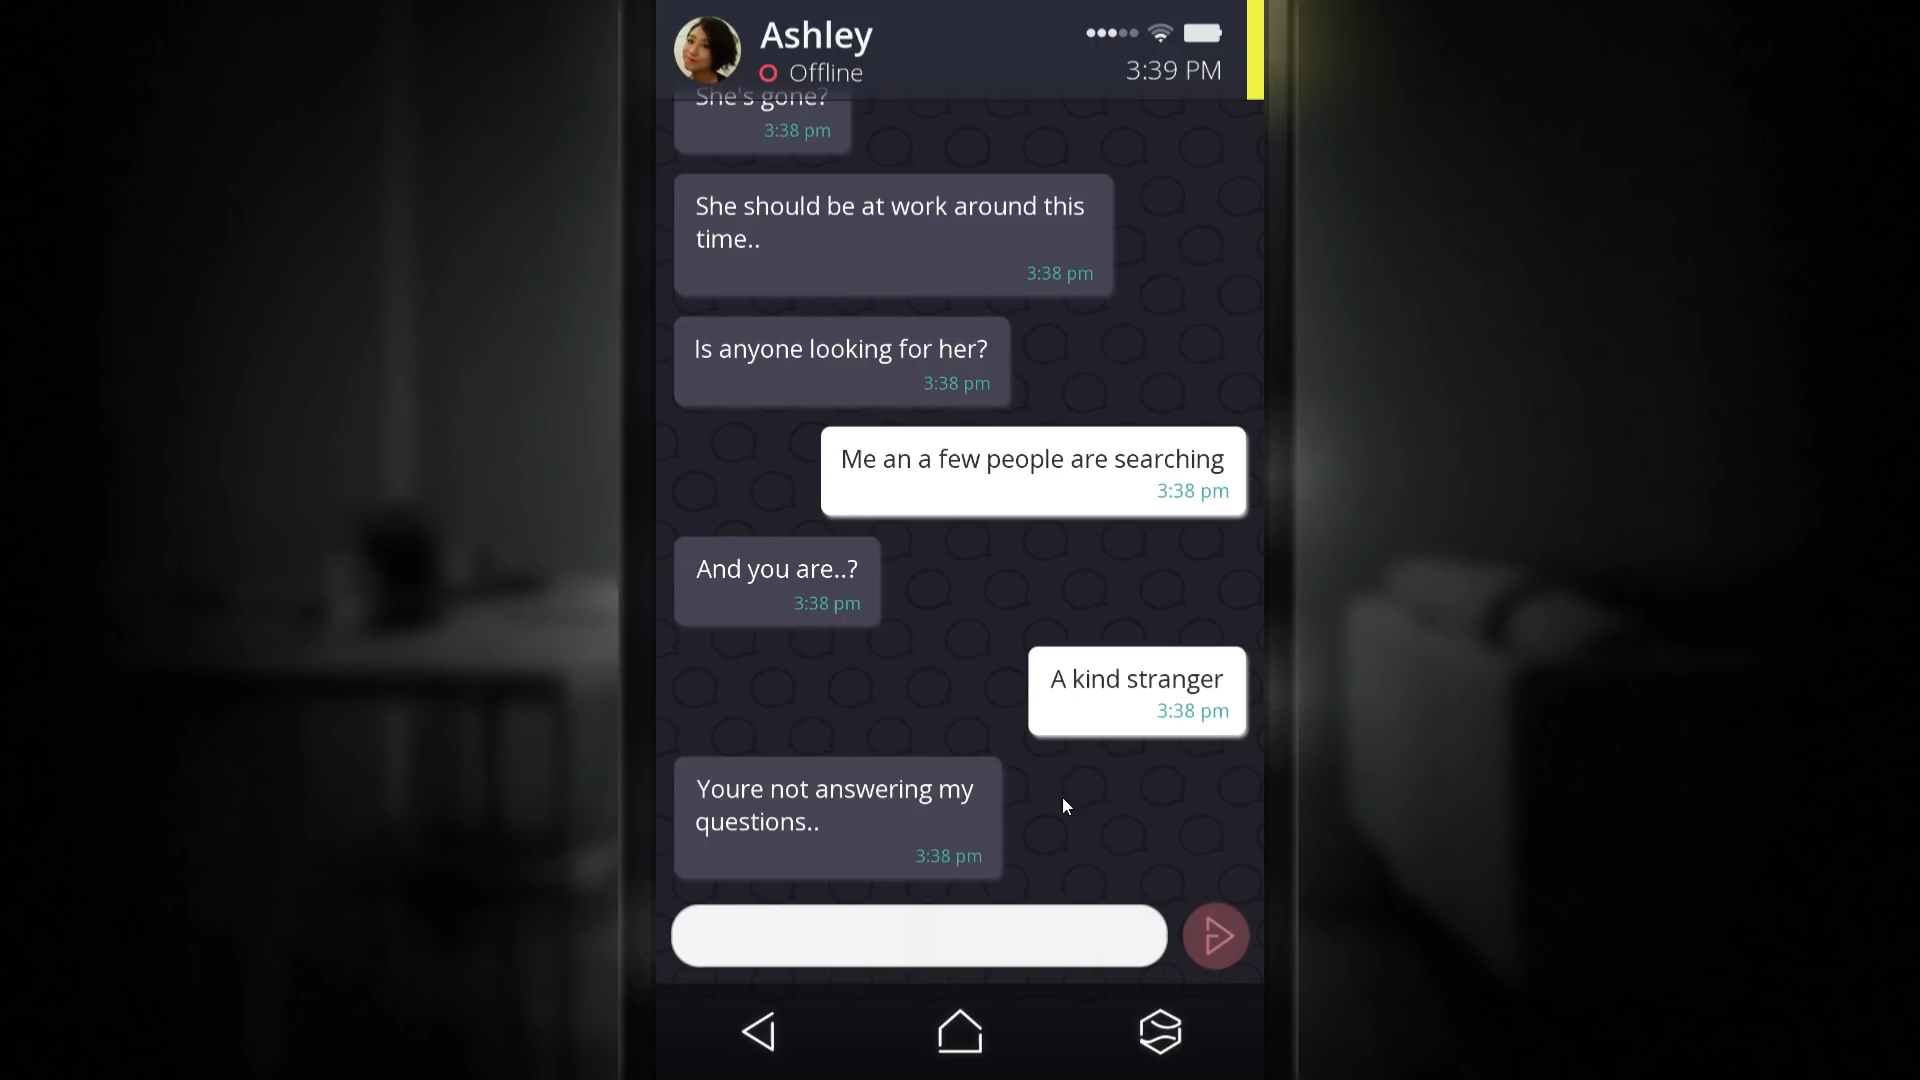 Ashley
Offline
3:39 PM
She's gone?
3:38 pm
She should be at work around this
time..
3:38 pm
Is anyone looking for her?
3:38 pm
Me an a few people are searching
3:38 pm
And you are..?
3:38 pm
A kind stranger
3:38 pm
Youre not answering my
questions..
3:38 pm